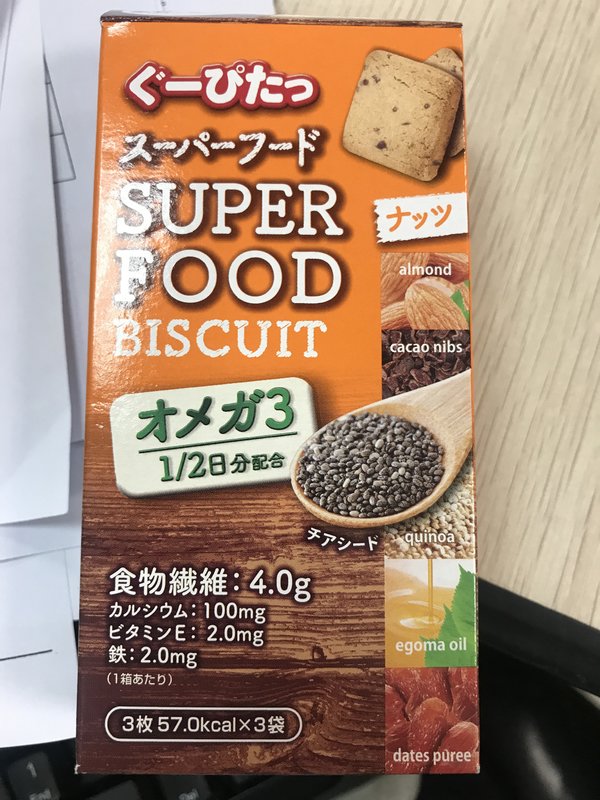 ぐーぴたっ
スーパーフード
SUPER
FOOD
BISCUIT
ナッツ
almond
cacao nibs
オメガ3
1/2日分配合
チアシード
quinoa
egoma oil
dates puree
食物繊維：4.0g
カルシウム：100mg
ビタミンE：2.0mg
鉄：2.0mg
（1箱あたり）
3枚 57.0kcal×3袋
1
Del